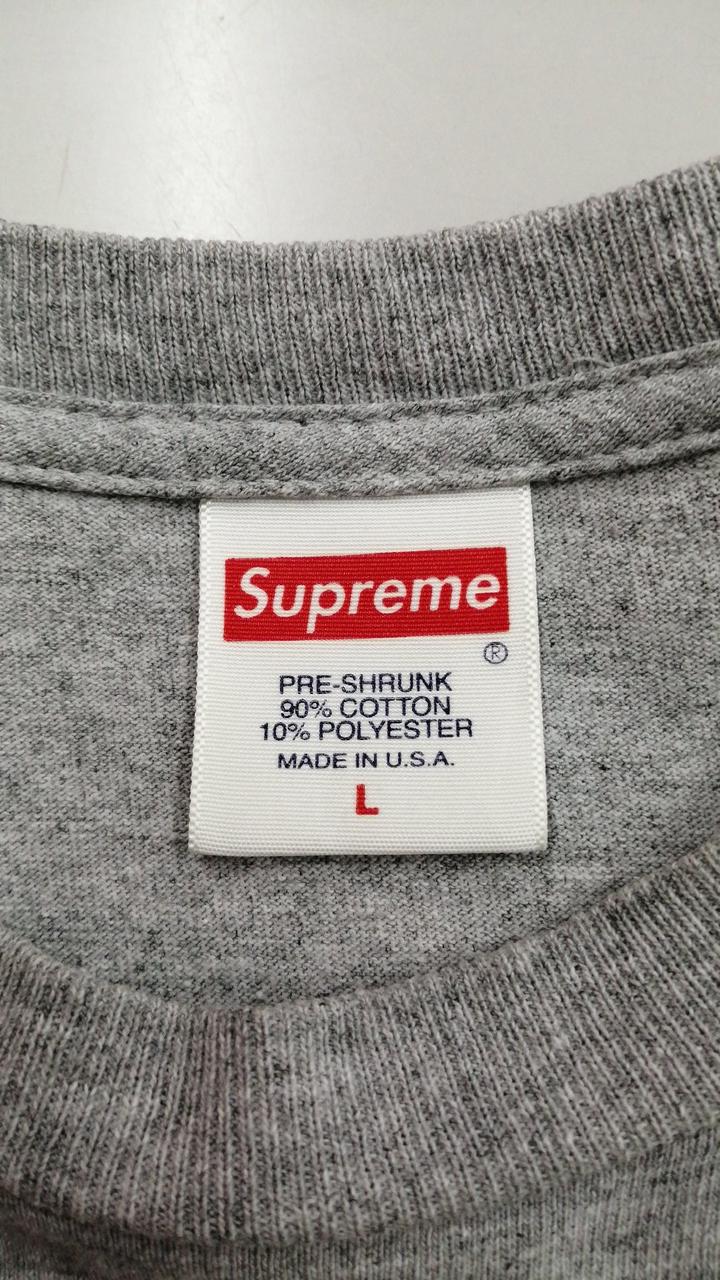 Supreme
®
PRE-SHRUNK
90% COTTON
10% POLYESTER
MADE IN U.S.A.
L